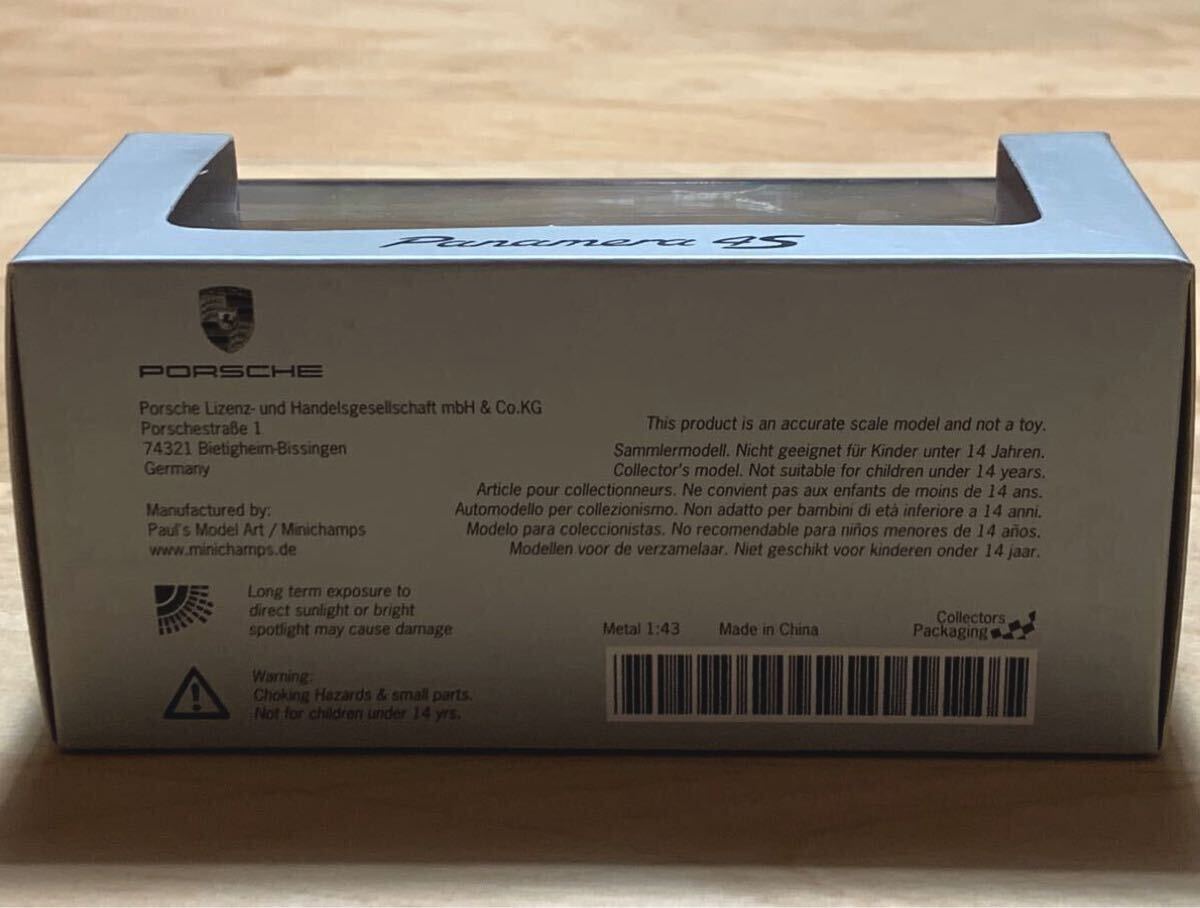 Panamera 4S
PORSCHE
Porsche Lizenz- und Handelsgesellschaft mbH & Co.KG
Porschestraße 1
74321 Bietigheim-Bissingen
Germany
Manufactured by:
Paul's Model Art / Minichamps
www.minichamps.de
Long term exposure to
direct sunlight or bright
spotlight may cause damage
Warning:
Choking Hazards & small parts.
Not for children under 14 yrs.
This product is an accurate scale model and not a toy.
Sammlermodell. Nicht geeignet für Kinder unter 14 Jahren.
Collector's model. Not suitable for children under 14 years.
Article pour collectionneurs. Ne convient pas aux enfants de moins de 14 ans.
Automodello per collezionismo. Non adatto per bambini di età inferiore a 14 anni.
Modelo para coleccionistas. No recomendable para niños menores de 14 años.
Modellen voor de verzamelaar. Niet geschikt voor kinderen onder 14 jaar.
Metal 1:43 Made in China
Collectors
Packaging